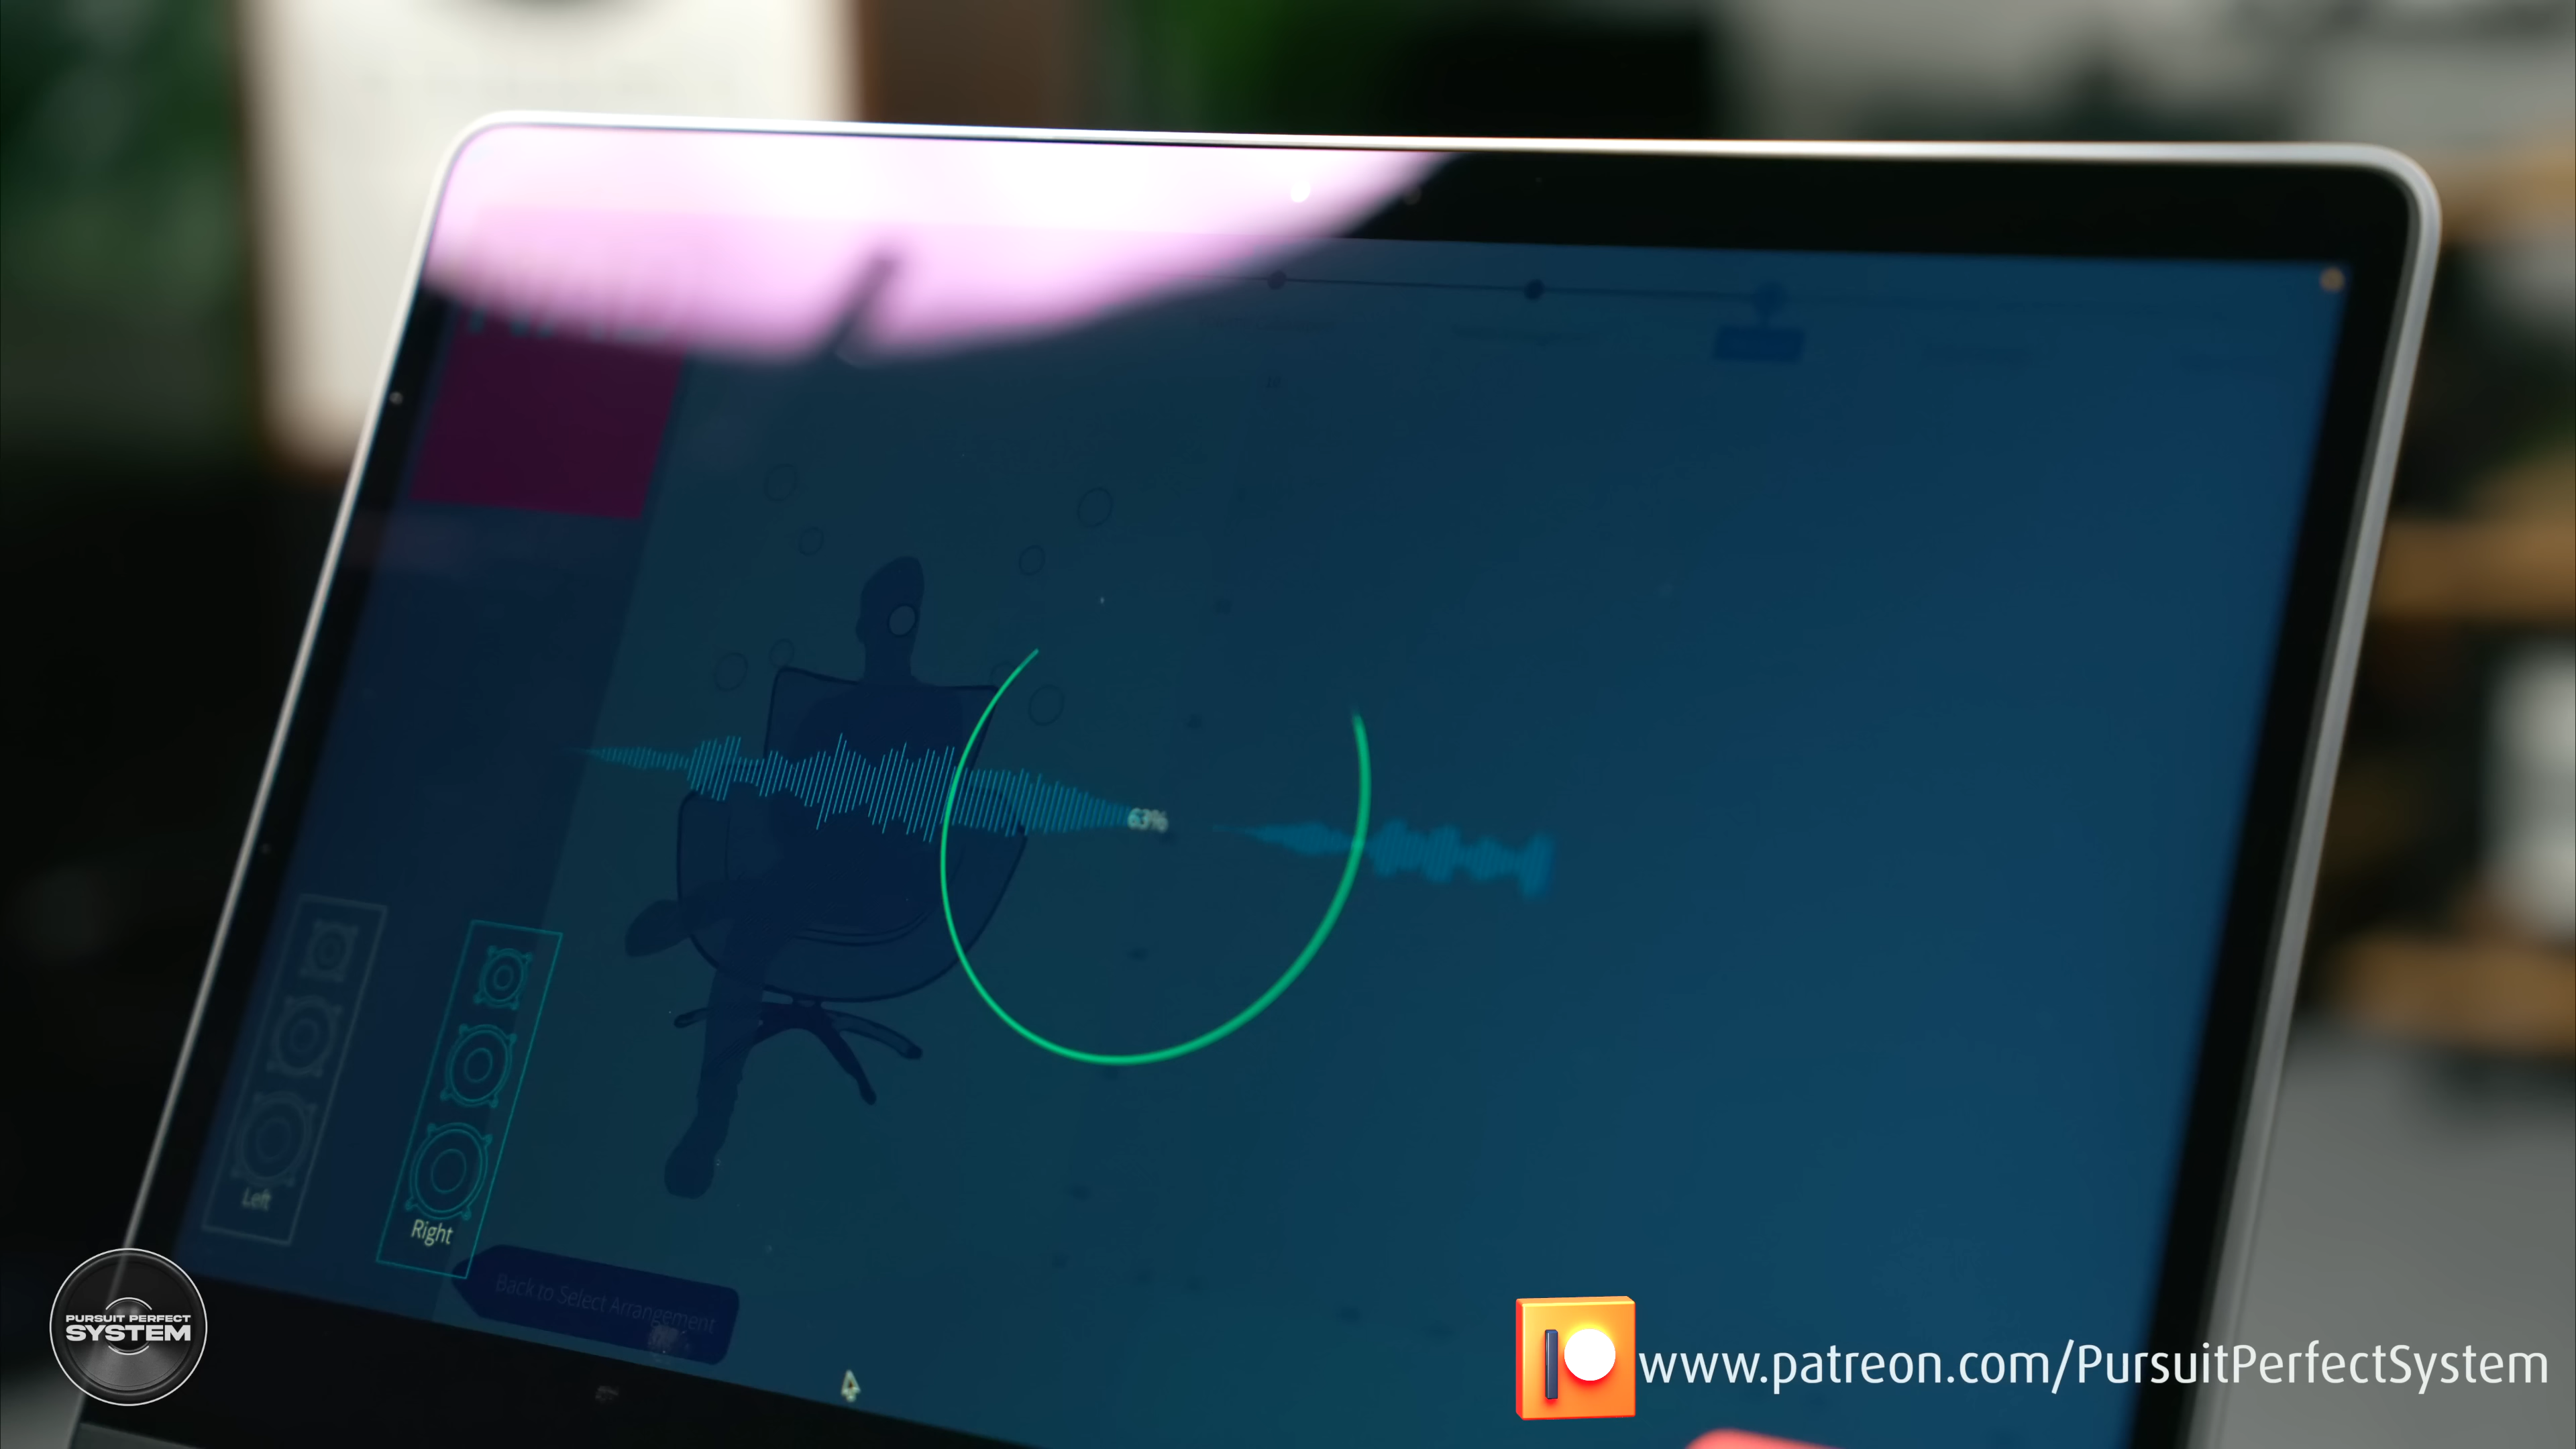 63%
Left
Right
Back to Select Arrangement
PURSUIT PERFECT
SYSTEM
www.patreon.com/PursuitPerfectSystem